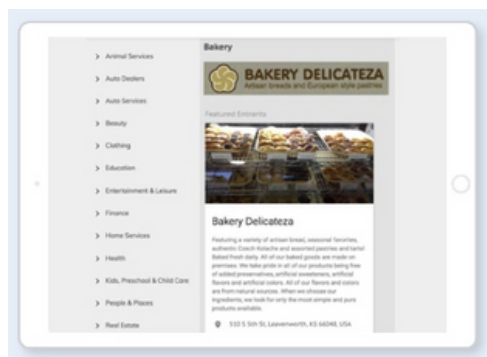 Animal Services
Auto Dealers
Auto Services
Beauty
Clothing
Education
Entertainment & Leisure
Finance
Home Services
Health
Kids, Preschool & Child Care
People & Places
Real Estate
Bakery
BAKERY DELICATEZA
Artisan breads and European style pastries
Featured Entrants
Bakery Delicateza
Featuring a variety of artisan bread, seasonal favorites,
authentic Czech Kolache and assorted pastries and tarts!
Baked fresh daily. All of our baked goods are made on
premises. We take pride in all of our products being free
of added preservatives, artificial sweeteners, artificial
flavors and artificial colors. All of our flavors and colors
are from natural sources. When we choose our
ingredients, we look for only the most simple and pure
products available.
510 S 5th St, Leavenworth, KS 66048, USA